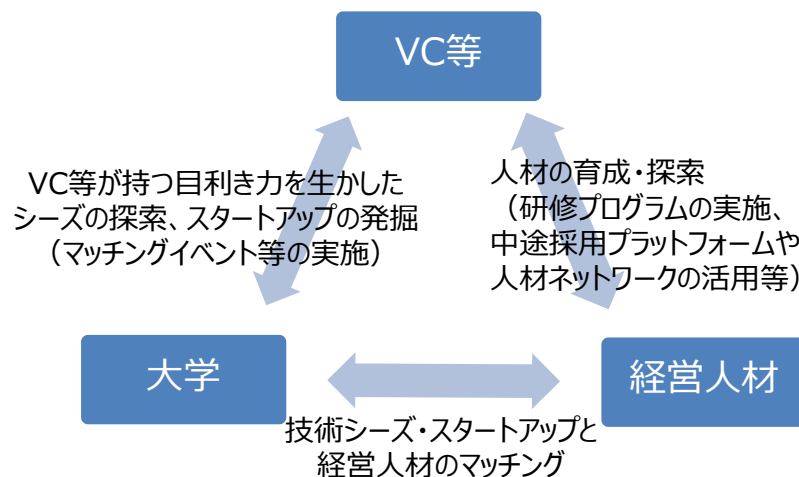 VC等
VC等が持つ目利き力を生かした
シーズの探索、スタートアップの発掘
（マッチングイベント等の実施）
人材の育成・探索
（研修プログラムの実施、
中途採用プラットフォームや
人材ネットワークの活用等）
大学
経営人材
技術シーズ・スタートアップと
経営人材のマッチング